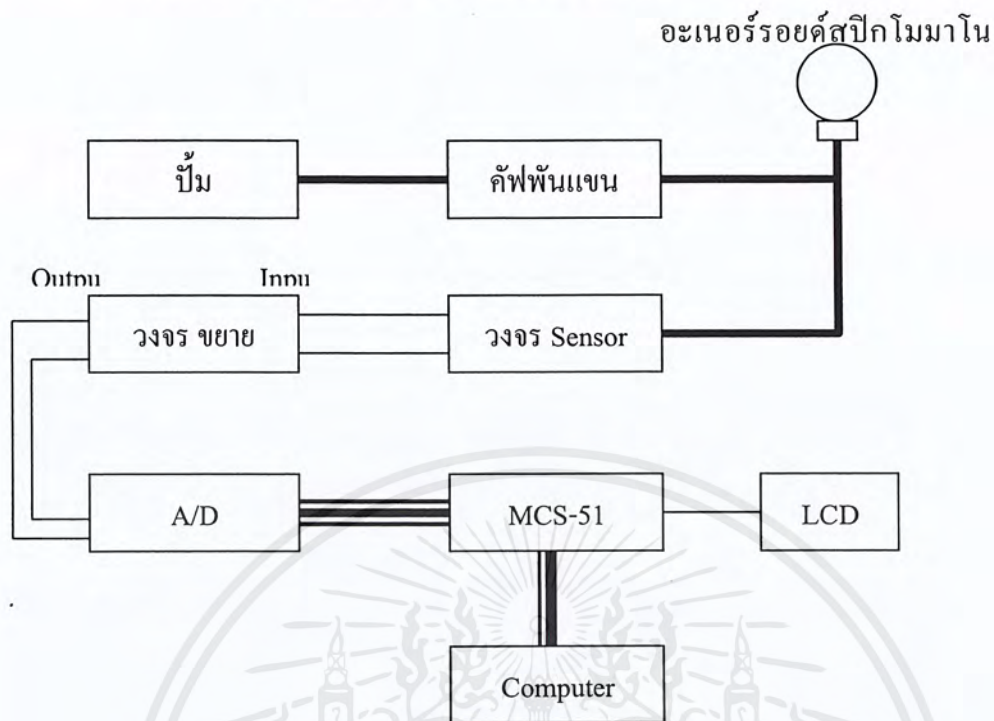 อะเนอร์รอยด์สปิกโมมาโน
ปั้ม
คัฟพันแขน
Outpu
Inpu
วงจร ขยาย
วงจร Sensor
A/D
MCS-51
LCD
Computer